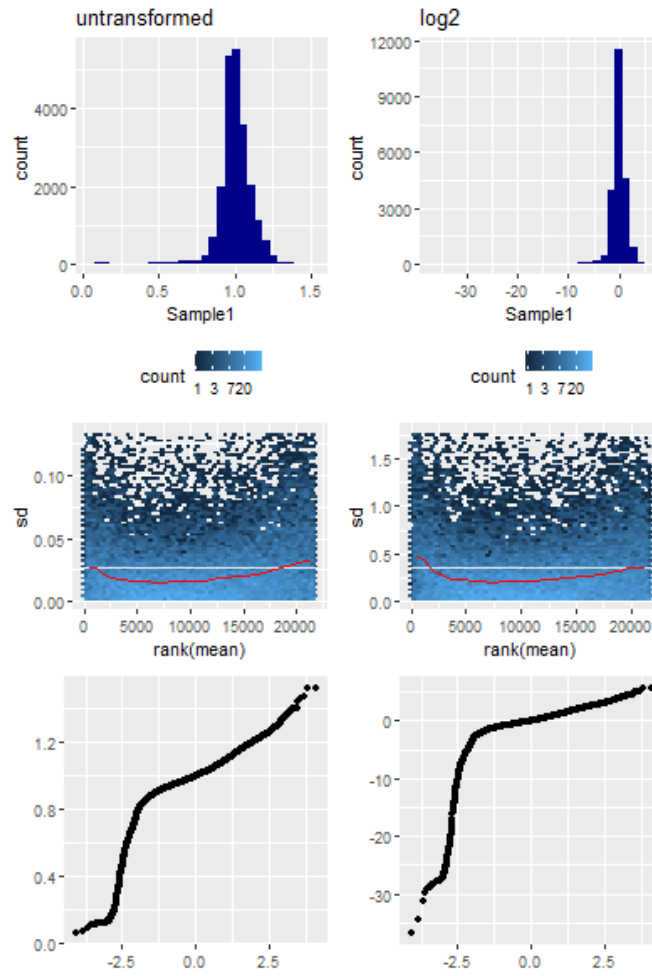 untransformed
log2
count
4000
2000
0
0.0 0.5 1.0 1.5
Sample1
count
12000
9000
6000
3000
0
-30 -20 -10 0
Sample1
count
1 3 720
count
1 3 720
sd
0.10
0.05
0.00
0 5000 10000 15000 20000
rank(mean)
sd
1.5
1.0
0.5
0.0
0 5000 10000 15000 20000
rank(mean)
1.2
0.8
0.4
0.0
-2.5 0.0 2.5
0
-10
-20
-30
-2.5 0.0 2.5